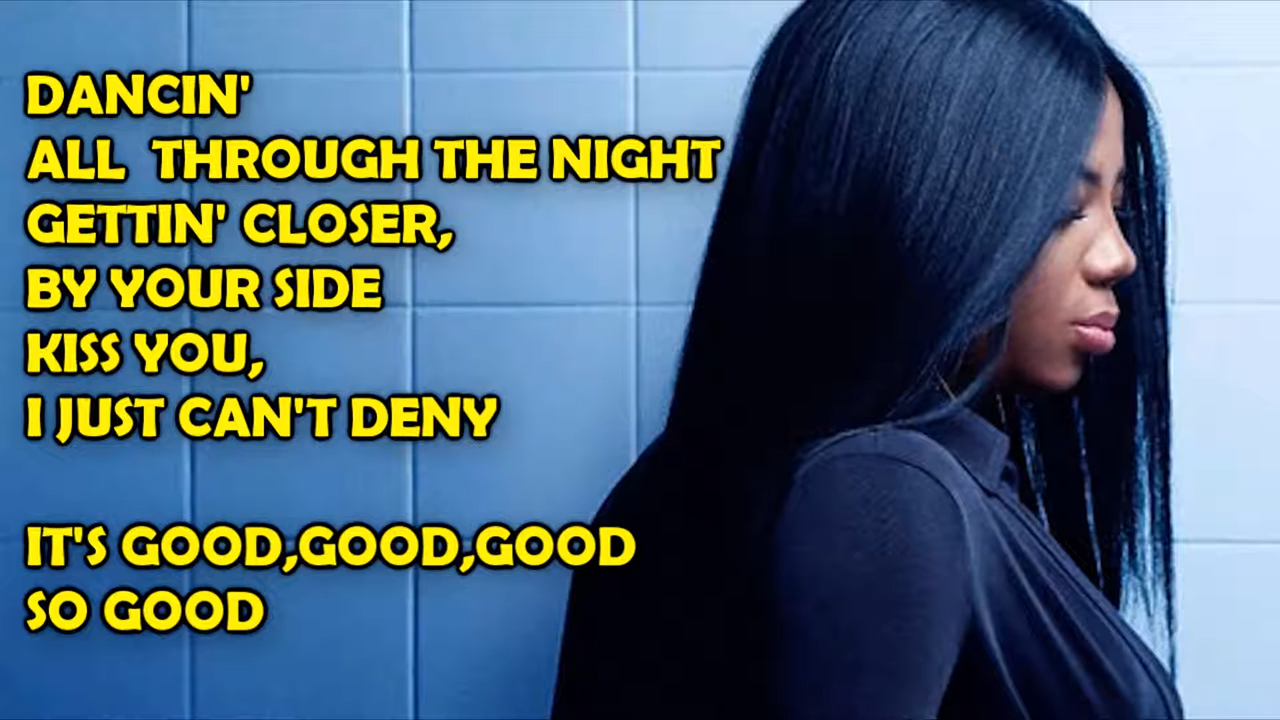 DANCIN'
ALL THROUGH THE NIGHT
GETTIN' CLOSER,
BY YOUR SIDE
KISS YOU,
I JUST CAN'T DENY
IT'S GOOD,GOOD,GOOD
SO GOOD